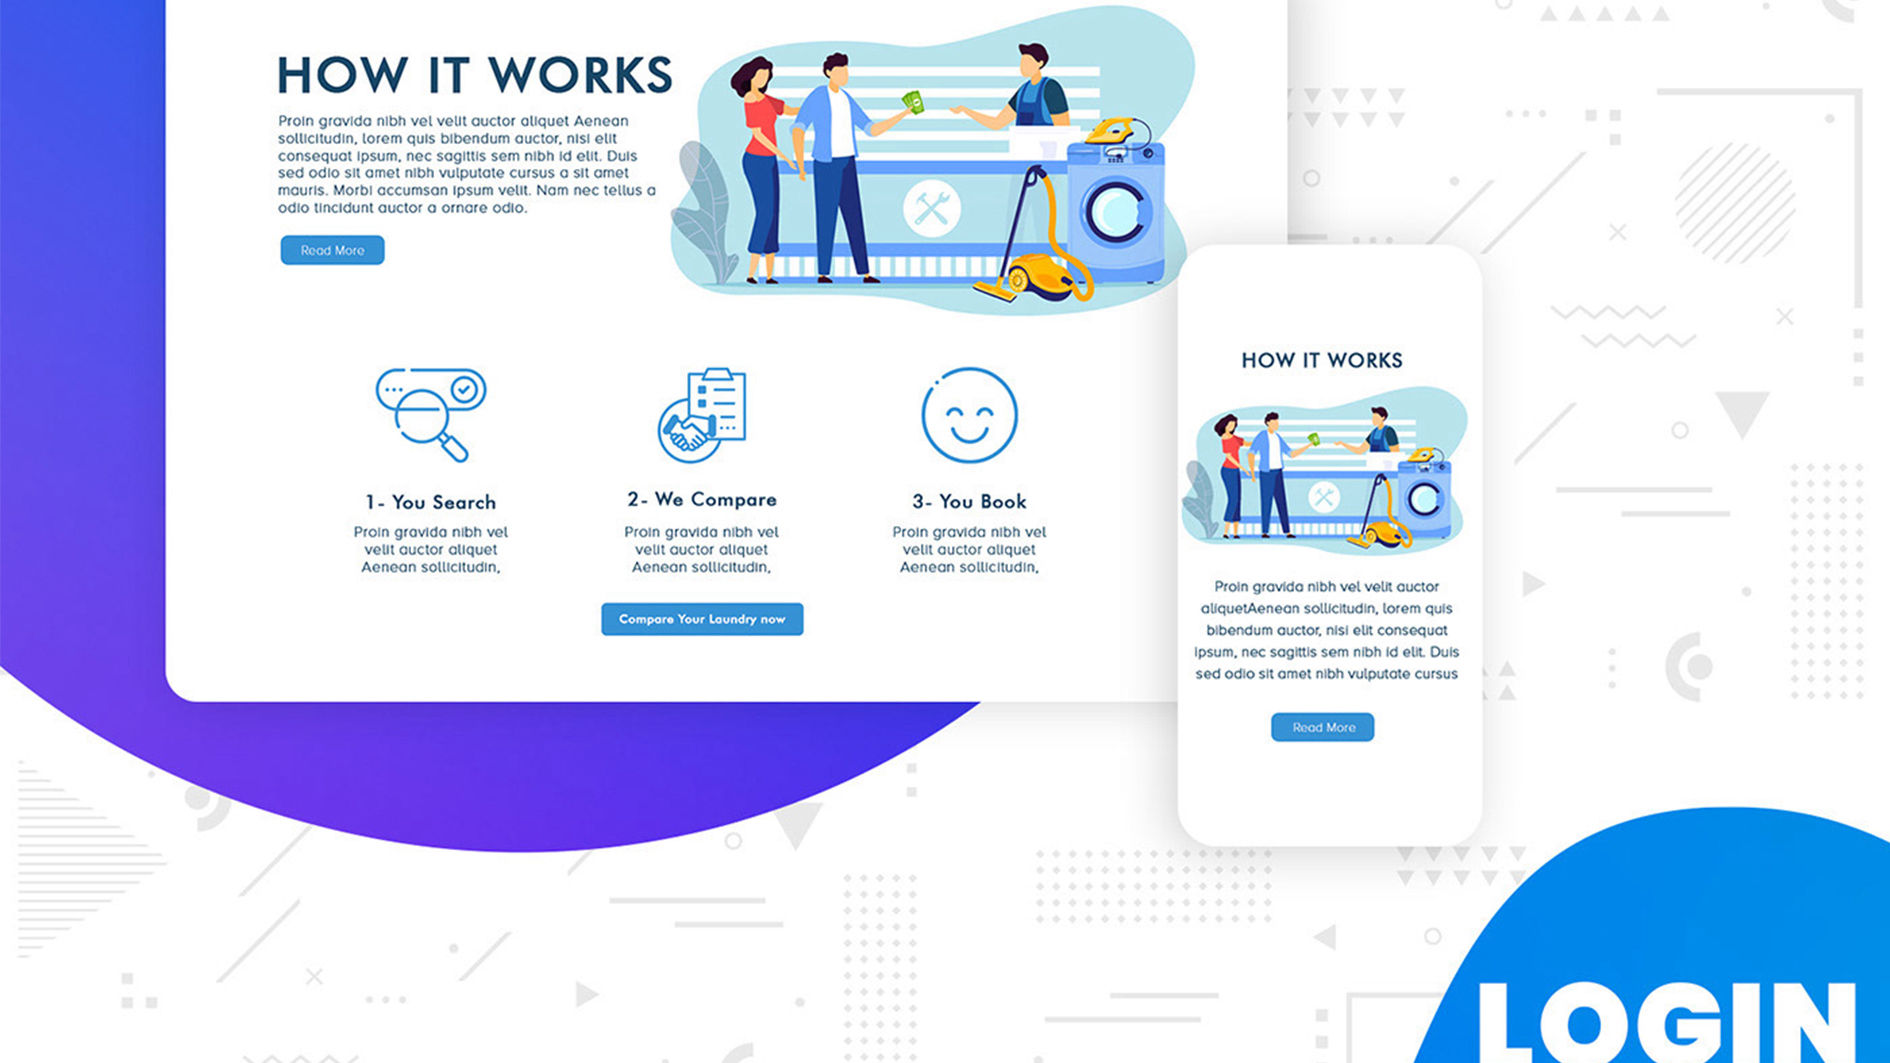 HOW IT WORKS
Proin gravida nibh vel velit auctor aliquet Aenean
sollicitudin, lorem quis bibendum auctor, nisi elit
consequat ipsum, nec sagittis sem nibh id elit. Duis
sed odio sit amet nibh vulputate cursus a sit amet
mauris. Morbi accumsan ipsum velit. Nam nec tellus a
odio tincidunt auctor a ornare odio.
Read More
1- You Search
Proin gravida nibh vel
velit auctor aliquet
Aenean sollicitudin,
2- We Compare
Proin gravida nibh vel
velit auctor aliquet
Aenean sollicitudin,
3- You Book
Proin gravida nibh vel
velit auctor aliquet
Aenean sollicitudin,
Compare Your Laundry now
HOW IT WORKS
Proin gravida nibh vel velit auctor
aliquetAenean sollicitudin, lorem quis
bibendum auctor, nisi elit consequat
ipsum, nec sagittis sem nibh id elit. Duis
sed odio sit amet nibh vulputate cursus
Read More
LOGIN